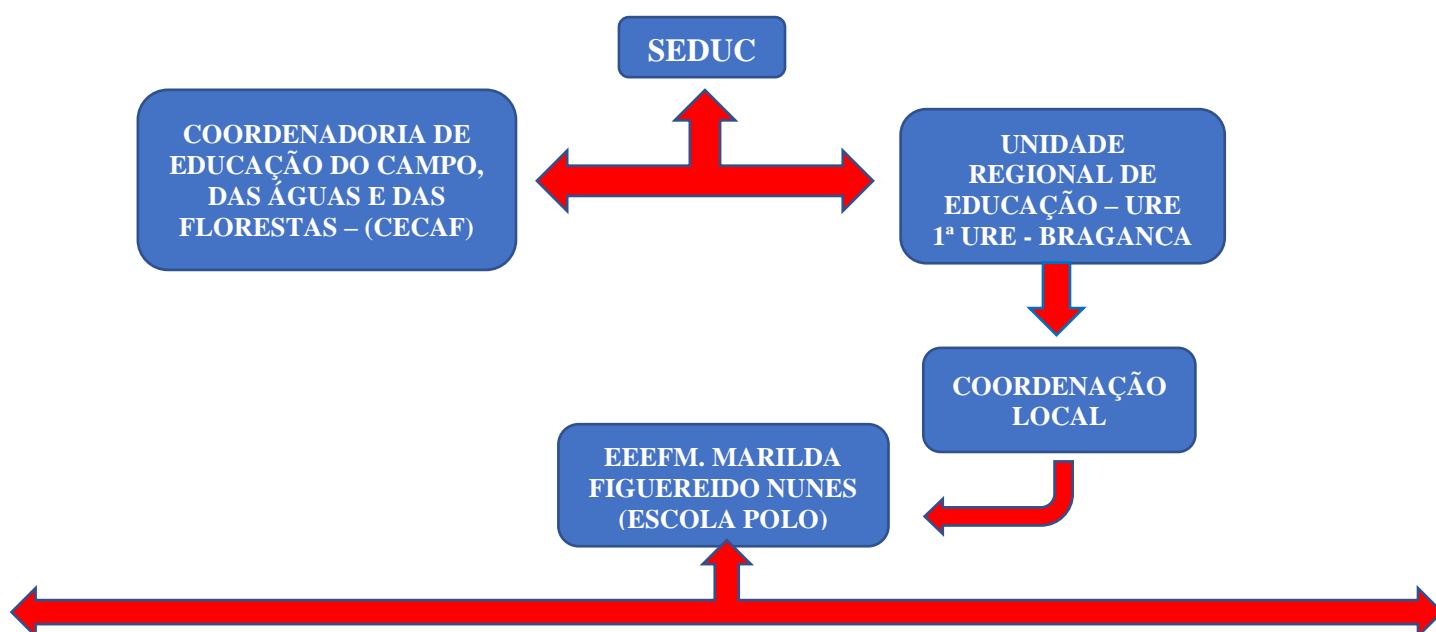 SEDUC
COORDENADORIA DE
EDUCAÇÃO DO CAMPO,
DAS ÁGUAS E DAS
FLORESTAS – (CECAF)
UNIDADE
REGIONAL DE
EDUCAÇÃO – URE
1ª URE - BRAGANCA
COORDENAÇÃO
LOCAL
EEEFM. MARILDA
FIGUEREIDO NUNES
(ESCOLA POLO)